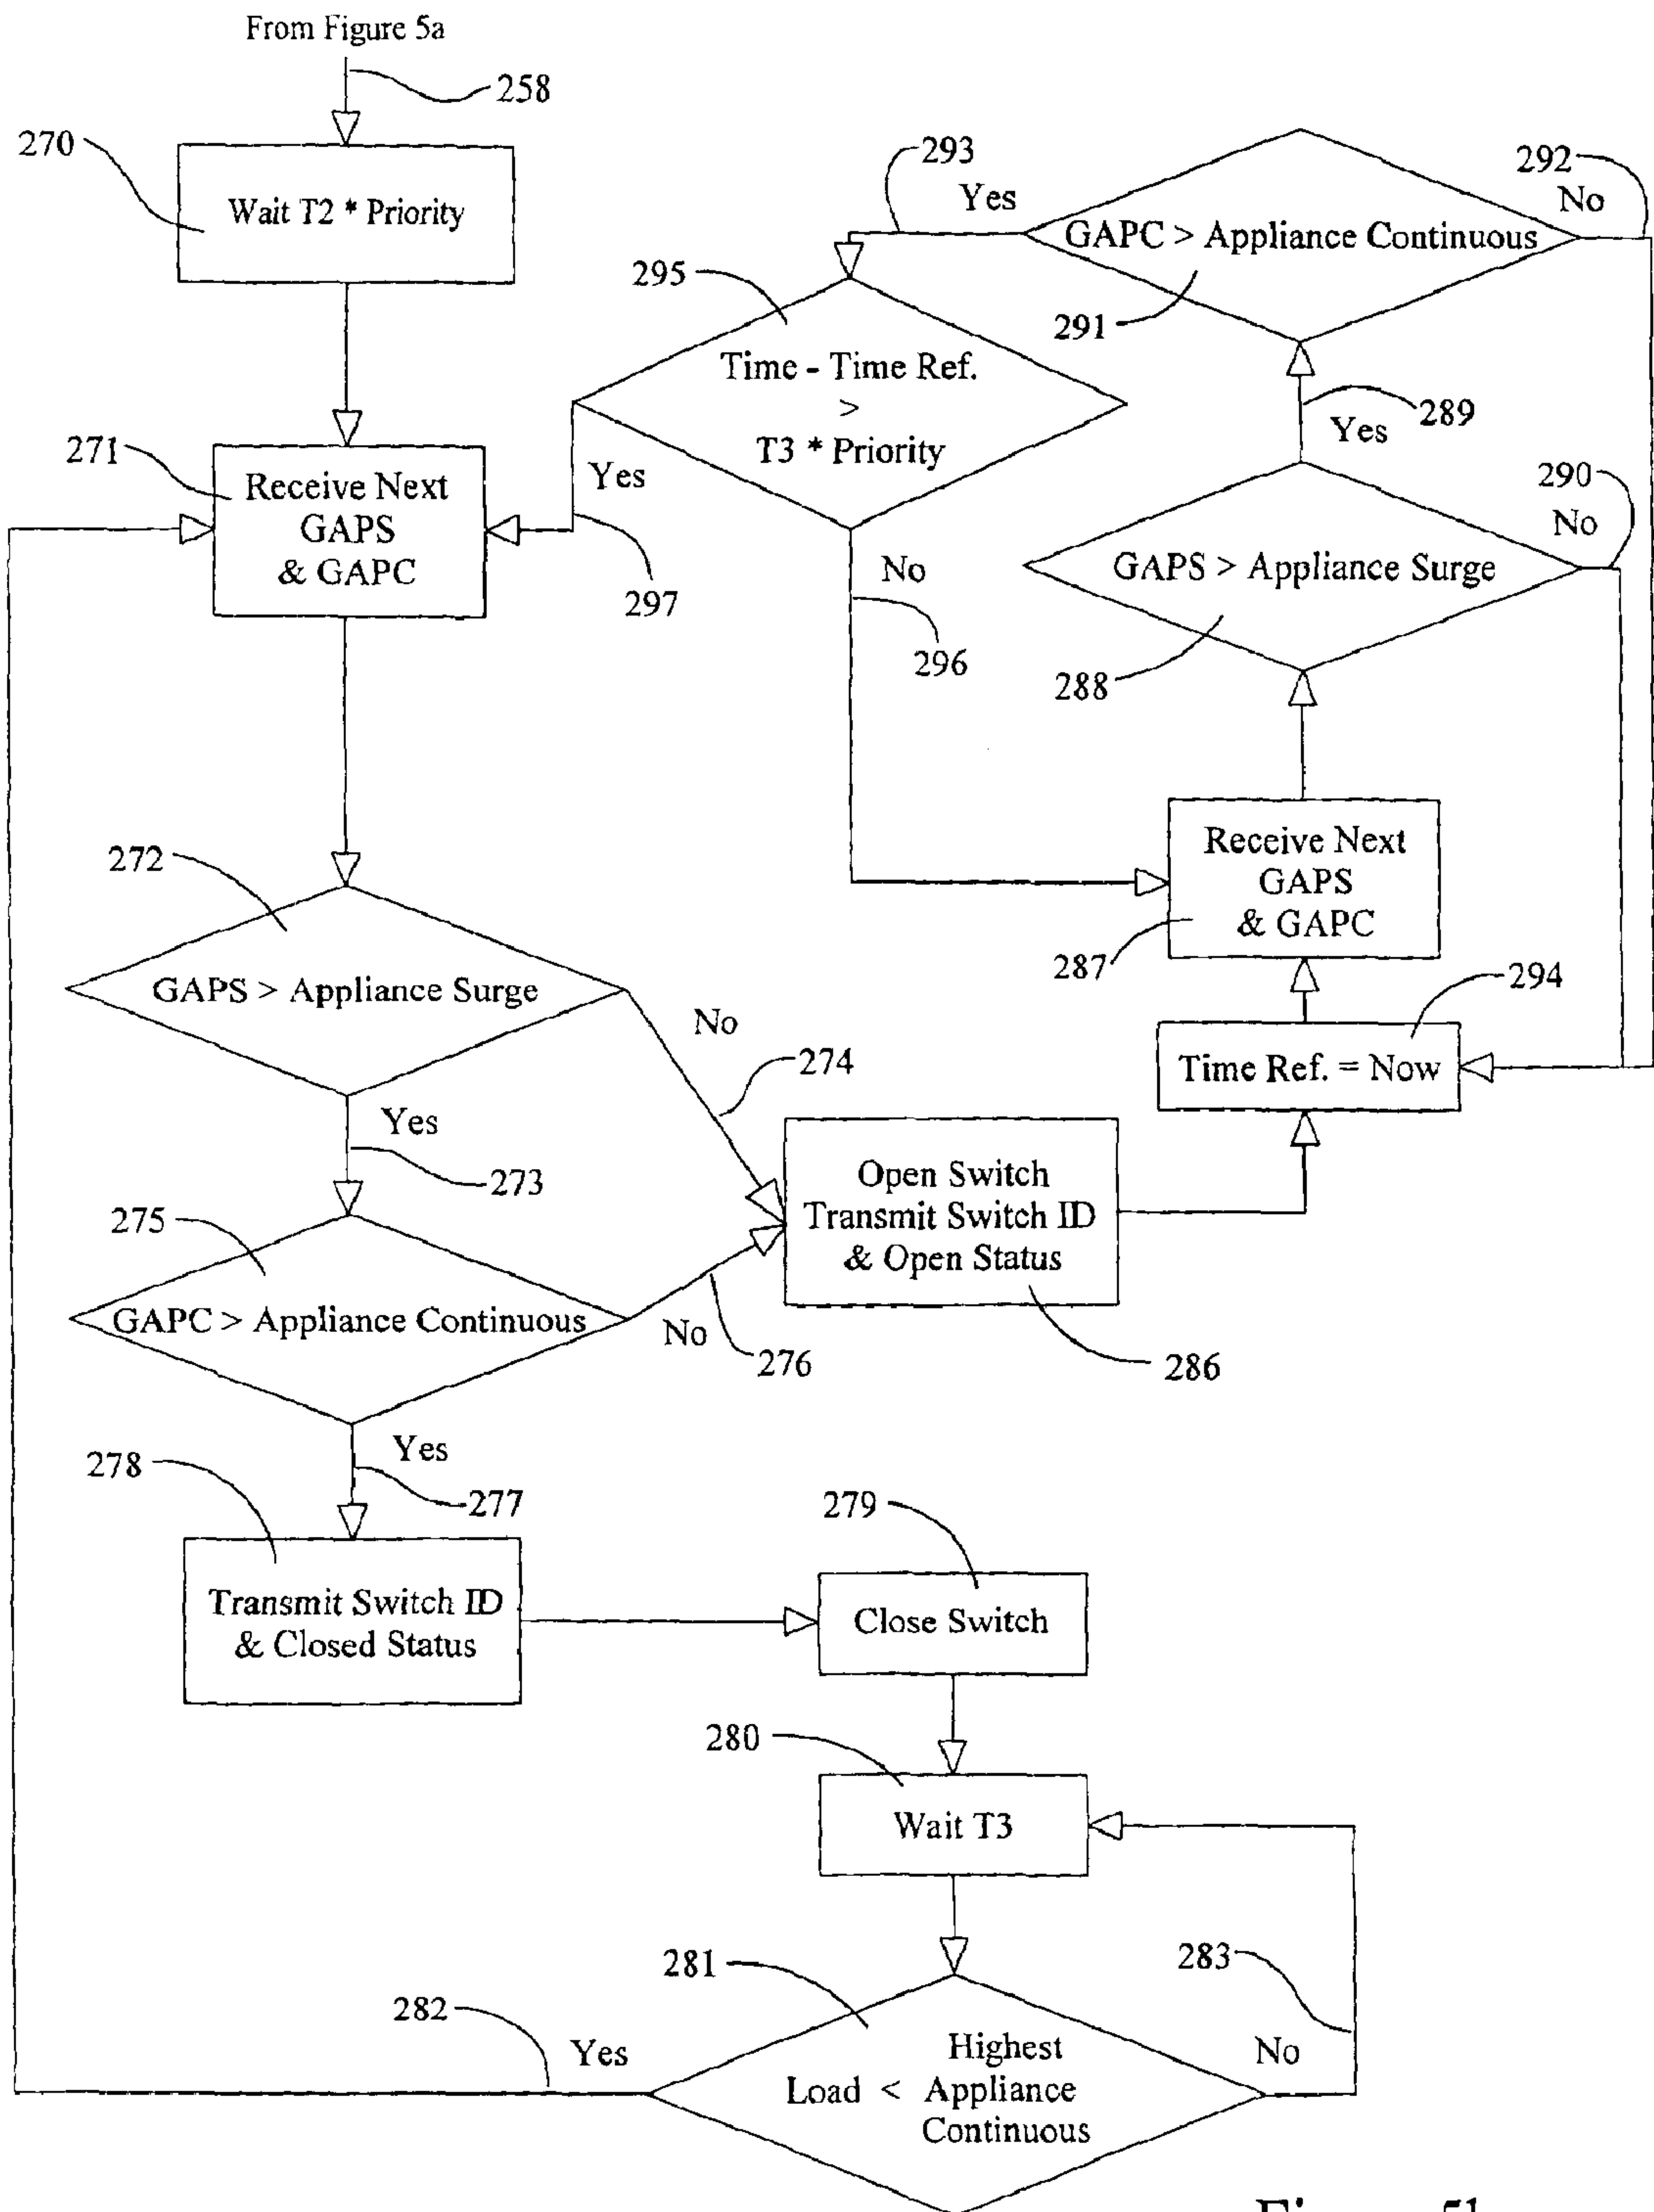 From Figure 5a
258
270
Wait T2 * Priority
271
Receive Next
GAPS
& GAPC
272
GAPS > Appliance Surge
No
274
Yes
273
275
GAPC > Appliance Continuous
No
276
Yes
277
278
Transmit Switch ID
& Closed Status
279
Close Switch
280
Wait T3
281
Highest
Load < Appliance
Continuous
Yes
282
No
283
Open Switch
Transmit Switch ID
& Open Status
286
294
Time Ref. = Now
287
Receive Next
GAPS
& GAPC
288
GAPS > Appliance Surge
Yes
289
No
290
291
GAPC > Appliance Continuous
No
292
Yes
293
295
Time - Time Ref.
>
T3 * Priority
No
296
Yes
297